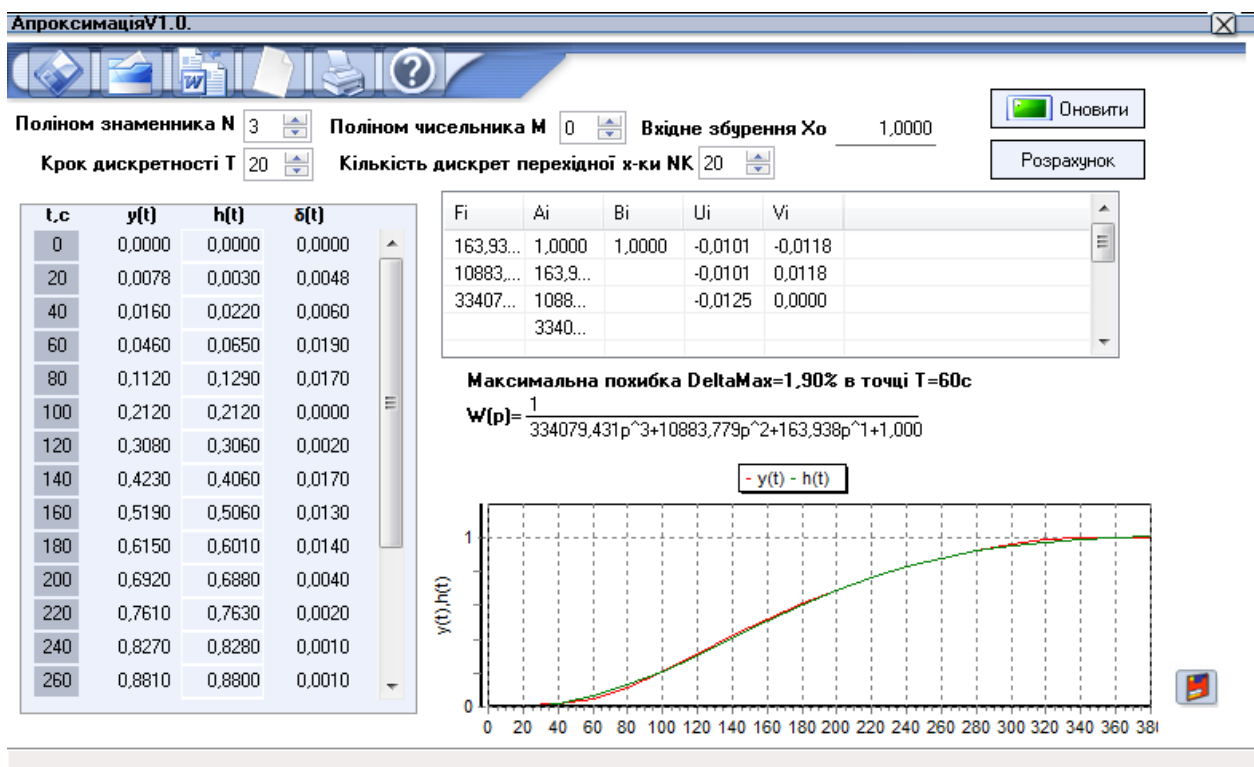 АпроксимаціяV1.0.
Поліном знаменника N 3 Поліном чисельника M 0 Вхідне збурення Xo 1,0000 Оновити
Крок дискретності T 20 Кількість дискрет перехідної х-ки NK 20 Розрахунок
t,c y(t) h(t) δ(t)
0 0,0000 0,0000 0,0000
20 0,0078 0,0030 0,0048
40 0,0160 0,0220 0,0060
60 0,0460 0,0650 0,0190
80 0,1120 0,1290 0,0170
100 0,2120 0,2120 0,0000
120 0,3080 0,3060 0,0020
140 0,4230 0,4060 0,0170
160 0,5190 0,5060 0,0130
180 0,6150 0,6010 0,0140
200 0,6920 0,6880 0,0040
220 0,7610 0,7630 0,0020
240 0,8270 0,8280 0,0010
260 0,8810 0,8800 0,0010
Fi Ai Bi Ui Vi
163,93... 1,0000 1,0000 -0,0101 -0,0118
10883,... 163,9... -0,0101 0,0118
33407... 1088... -0,0125 0,0000
3340...
Максимальна похибка DeltaMax=1,90% в точці T=60c
W(p)= 1
334079,431p^3+10883,779p^2+163,938p^1+1,000
- y(t) - h(t)
y(t),h(t)
1
0
0 20 40 60 80 100 120 140 160 180 200 220 240 260 280 300 320 340 360 380